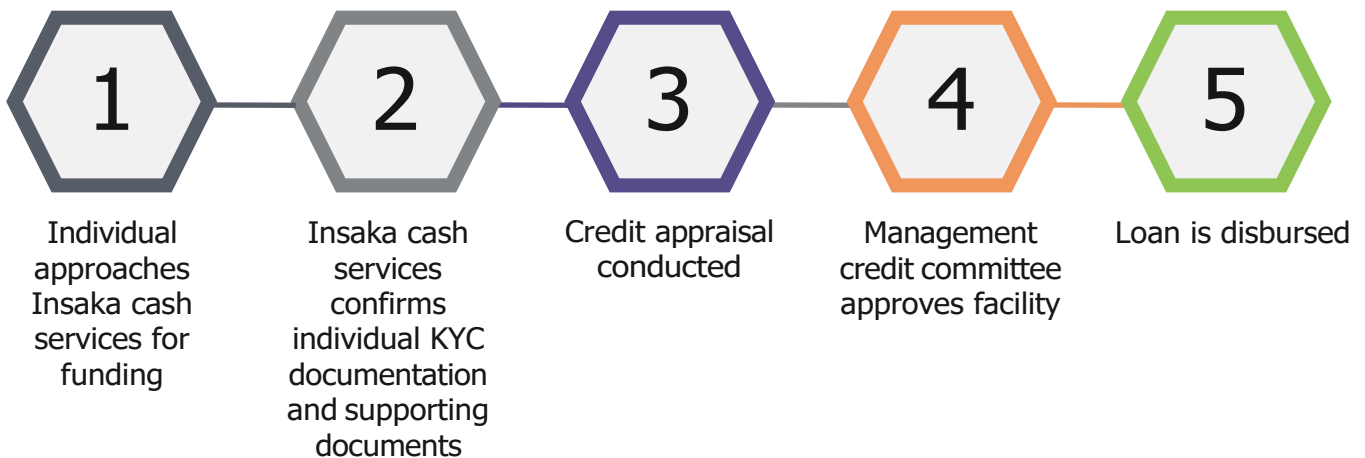 1
Individual
approaches
Insaka cash
services for
funding
2
Insaka cash
services
confirms
individual KYC
documentation
and supporting
documents
3
Credit appraisal
conducted
4
Management
credit committee
approves facility
5
Loan is disbursed